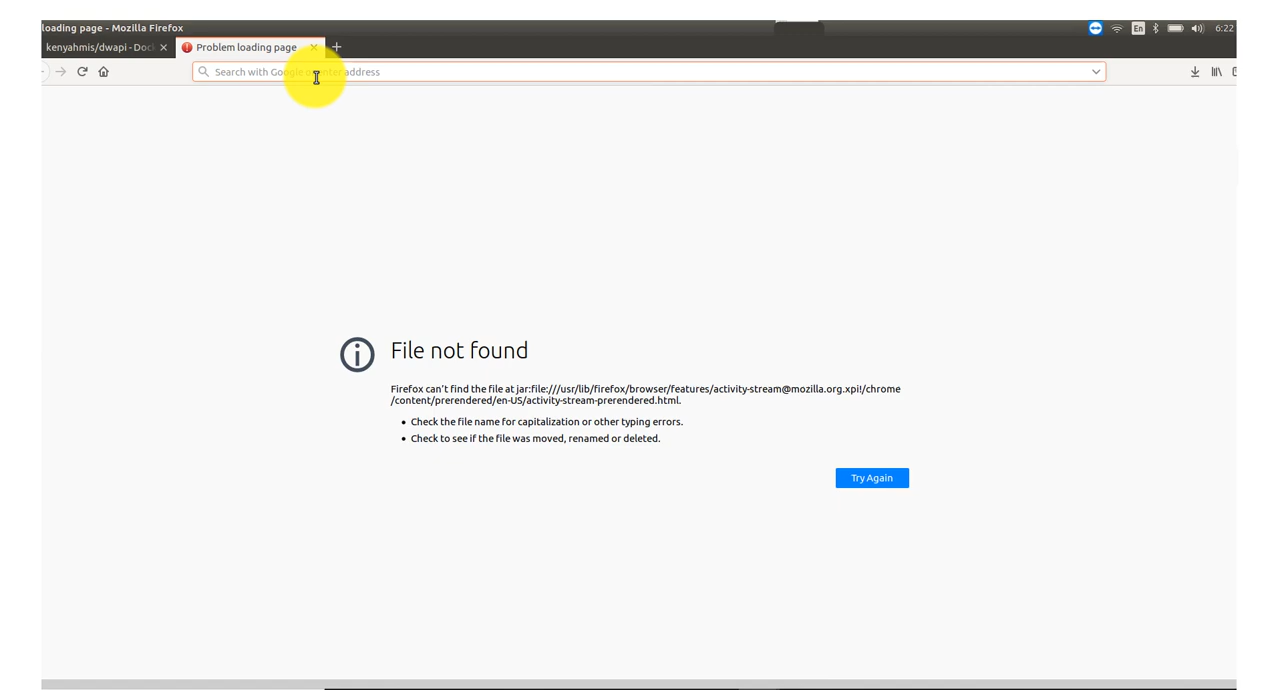 loading page - Mozilla Firefox
En
6:22
kenyahmis/dwapi - Dock
Problem loading page
Search with Google or enter address
File not found
Firefox can't find the file at jar:file:///usr/lib/firefox/browser/features/activity-stream@mozilla.org.xpi!/chrome
/content/prerendered/en-US/activity-stream-prerendered.html.
Check the file name for capitalization or other typing errors.
Check to see if the file was moved, renamed or deleted.
Try Again